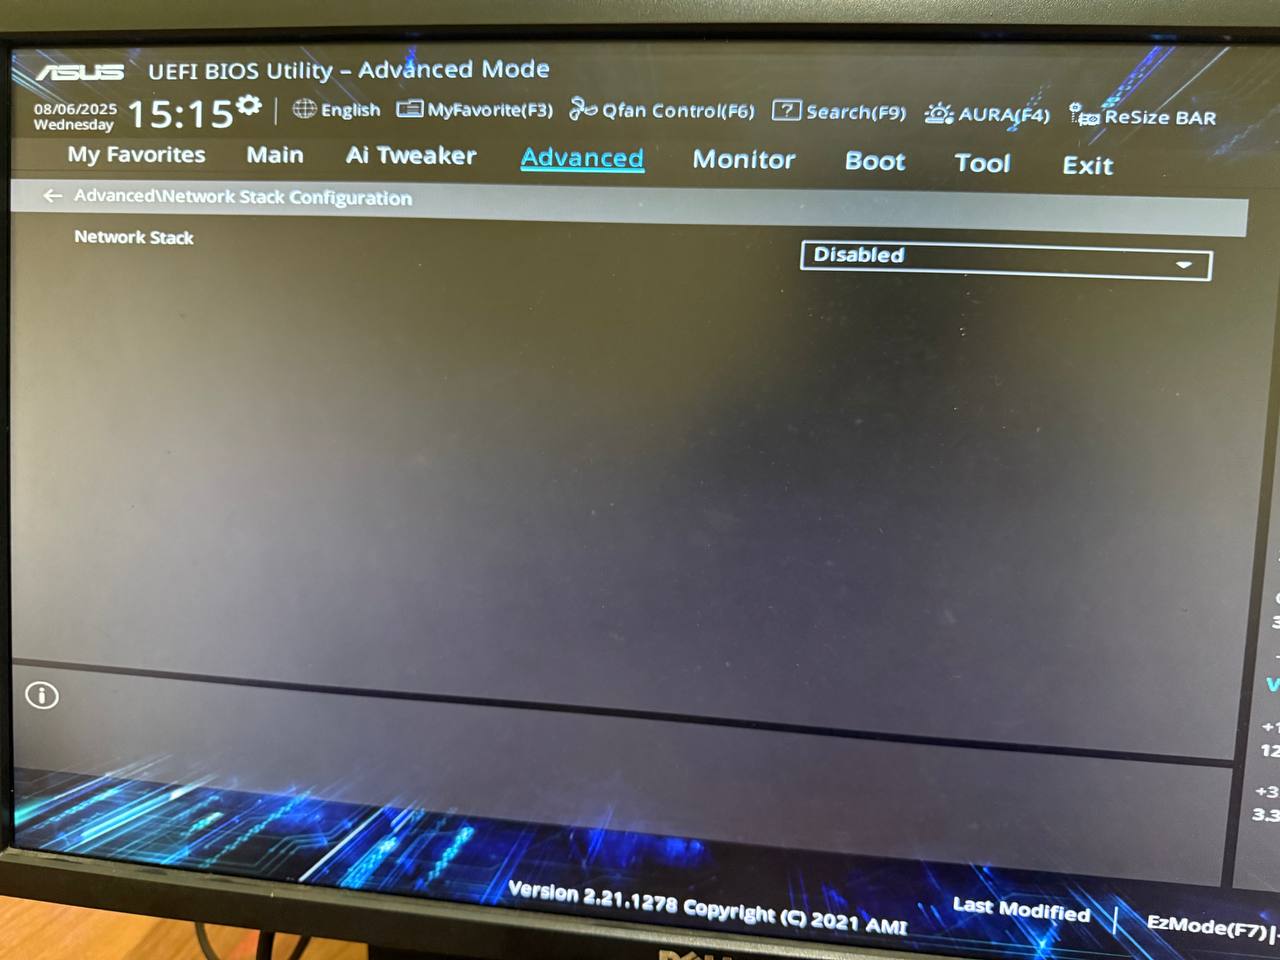 ASUS UEFI BIOS Utility – Advanced Mode
08/06/2025
Wednesday
15:15
English MyFavorite(F3) Qfan Control(F6) ? Search(F9) AURA(F4) ReSize BAR
My Favorites Main Ai Tweaker Advanced Monitor Boot Tool Exit
← Advanced\Network Stack Configuration
Network Stack
Disabled
12
+3
3.3
Version 2.21.1278 Copyright (C) 2021 AMI
Last Modified
EzMode(F7)